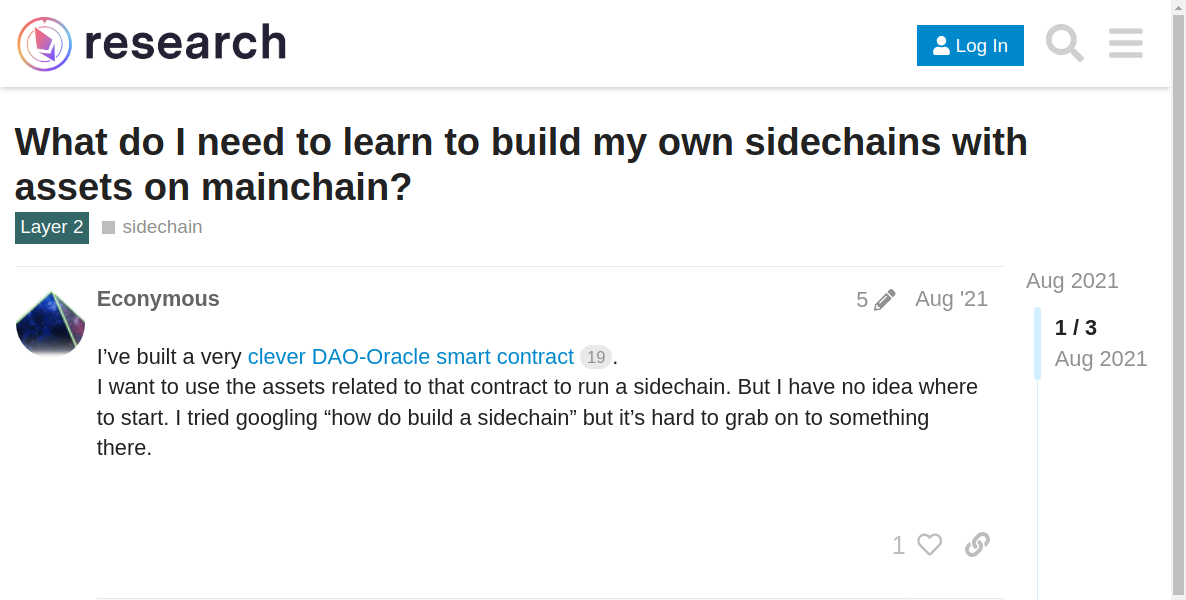 research
Log In
What do I need to learn to build my own sidechains with
assets on mainchain?
Layer 2
sidechain
Econymous
5
Aug '21
I’ve built a very clever DAO-Oracle smart contract 19 .
I want to use the assets related to that contract to run a sidechain. But I have no idea where
to start. I tried googling “how do build a sidechain” but it’s hard to grab on to something
there.
1
Aug 2021
1 / 3
Aug 2021